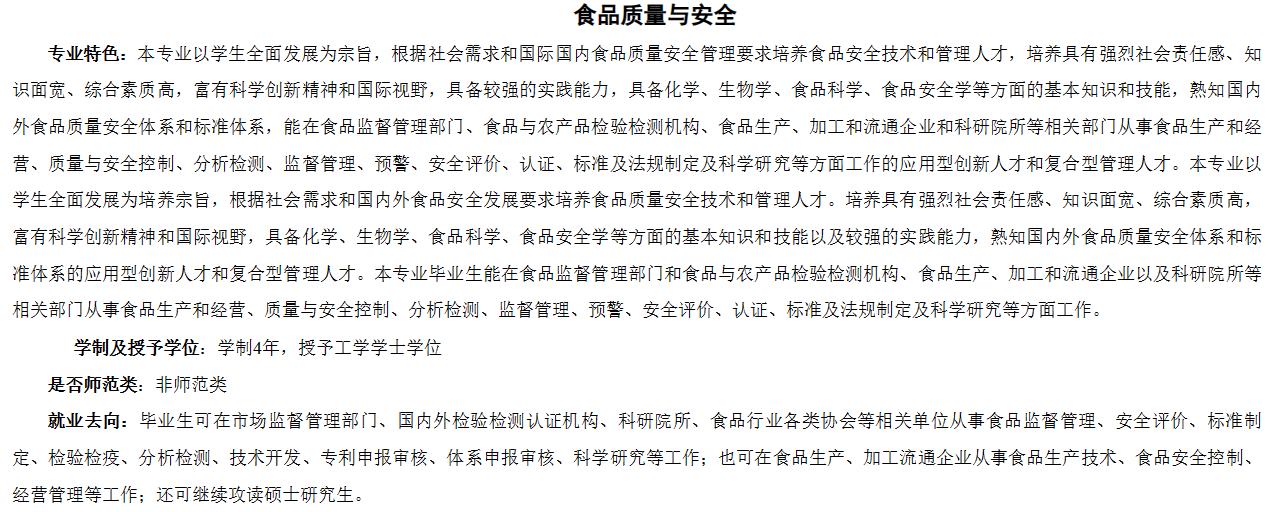 食品质量与安全
专业特色：本专业以学生全面发展为宗旨，根据社会需求和国际国内食品质量安全管理要求培养食品安全技术和管理人才，培养具有强烈社会责任感、知
识面宽、综合素质高，富有科学创新精神和国际视野，具备较强的实践能力，具备化学、生物学、食品科学、食品安全学等方面的基本知识和技能，熟知国内
外食品质量安全体系和标准体系，能在食品监督管理部门、食品与农产品检验检测机构、食品生产、加工和流通企业和科研院所等相关部门从事食品生产和经
营、质量与安全控制、分析检测、监督管理、预警、安全评价、认证、标准及法规制定及科学研究等方面工作的应用型创新人才和复合型管理人才。本专业以
学生全面发展为培养宗旨，根据社会需求和国内外食品安全发展要求培养食品质量安全技术和管理人才。培养具有强烈社会责任感、知识面宽、综合素质高，
富有科学创新精神和国际视野，具备化学、生物学、食品科学、食品安全学等方面的基本知识和技能以及较强的实践能力，熟知国内外食品质量安全体系和标
准体系的应用型创新人才和复合型管理人才。本专业毕业生能在食品监督管理部门和食品与农产品检验检测机构、食品生产、加工和流通企业以及科研院所等
相关部门从事食品生产和经营、质量与安全控制、分析检测、监督管理、预警、安全评价、认证、标准及法规制定及科学研究等方面工作。
学制及授予学位：学制4年，授予工学学士学位
是否师范类：非师范类
就业去向：毕业生可在市场监督管理部门、国内外检验检测认证机构、科研院所、食品行业各类协会等相关单位从事食品监督管理、安全评价、标准制
定、检验检疫、分析检测、技术开发、专利申报审核、体系申报审核、科学研究等工作；也可在食品生产、加工流通企业从事食品生产技术、食品安全控制、
经营管理等工作；还可继续攻读硕士研究生。